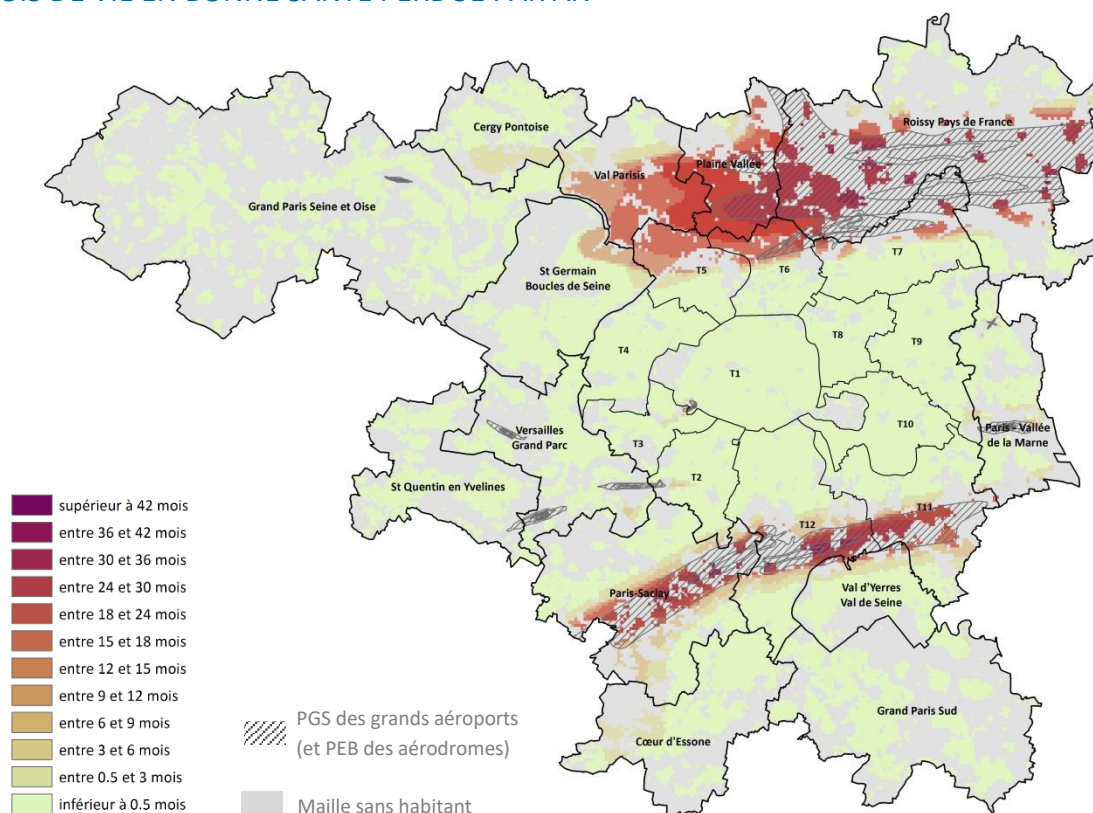 Cergy Pontoise
Roissy Pays de France
Plaine Vallée
Val Parisis
Grand Paris Seine et Oise
T7
T5
T6
St Germain
Boucles de Seine
T8
T9
T4
T1
T10
Versailles
Grand Parc
T3
Paris - Vallée
de la Marne
T2
St Quentin en Yvelines
T11
T12
Paris-Saclay
Val d'Yerres
Val de Seine
Grand Paris Sud
Cœur d'Essone
supérieur à 42 mois
entre 36 et 42 mois
entre 30 et 36 mois
entre 24 et 30 mois
entre 18 et 24 mois
entre 15 et 18 mois
entre 12 et 15 mois
entre 9 et 12 mois
entre 6 et 9 mois
entre 3 et 6 mois
entre 0.5 et 3 mois
inférieur à 0.5 mois
PGS des grands aéroports
(et PEB des aérodromes)
Maille sans habitant